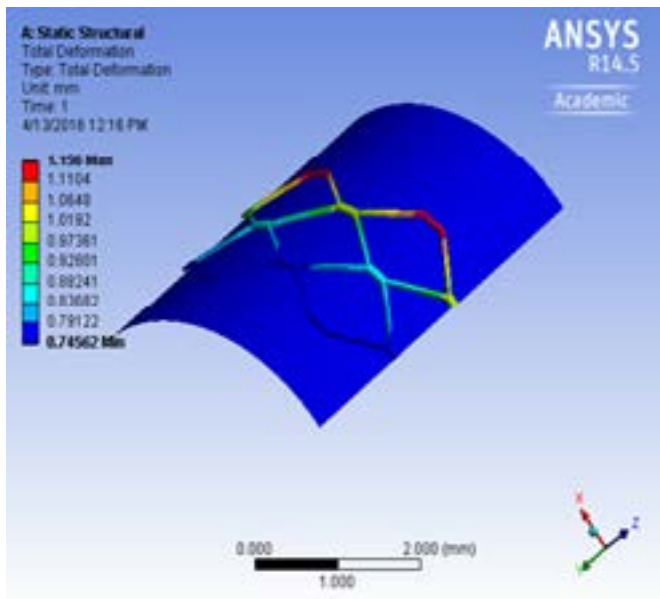 A: Static Structural
Total Deformation
Type: Total Deformation
Unit: mm
Time: 1
4/13/2018 12:16 PM
1.156 Max
1.1104
1.0648
1.0192
0.97361
0.92801
0.88241
0.83682
0.79122
0.74562 Min
ANSYS
R14.5
Academic
X
Z
Y
0.000
2.000 (mm)
1.000